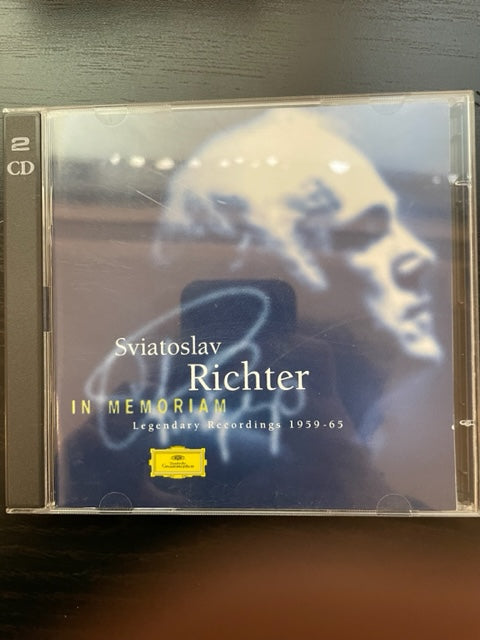 2
CD
Sviatoslav
Richter
IN MEMORIAM
Legendary Recordings 1959-65
Deutsche
Grammophon